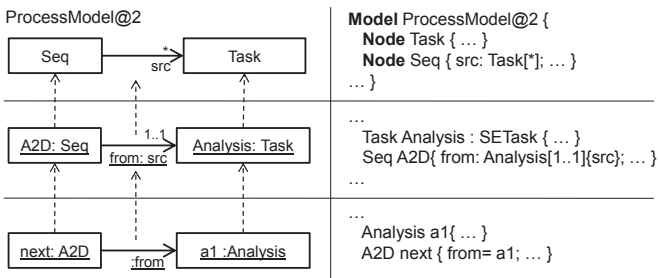 ProcessModel@2
Seq
*
src
Task
Model ProcessModel@2 {
Node Task { … }
Node Seq { src: Task[*]; … }
… }
A2D: Seq
1..1
from: src
Analysis: Task
…
Task Analysis : SETask { … }
Seq A2D{ from: Analysis[1..1]{src}; … }
…
next: A2D
:from
a1 :Analysis
…
Analysis a1{ … }
A2D next { from= a1; … }